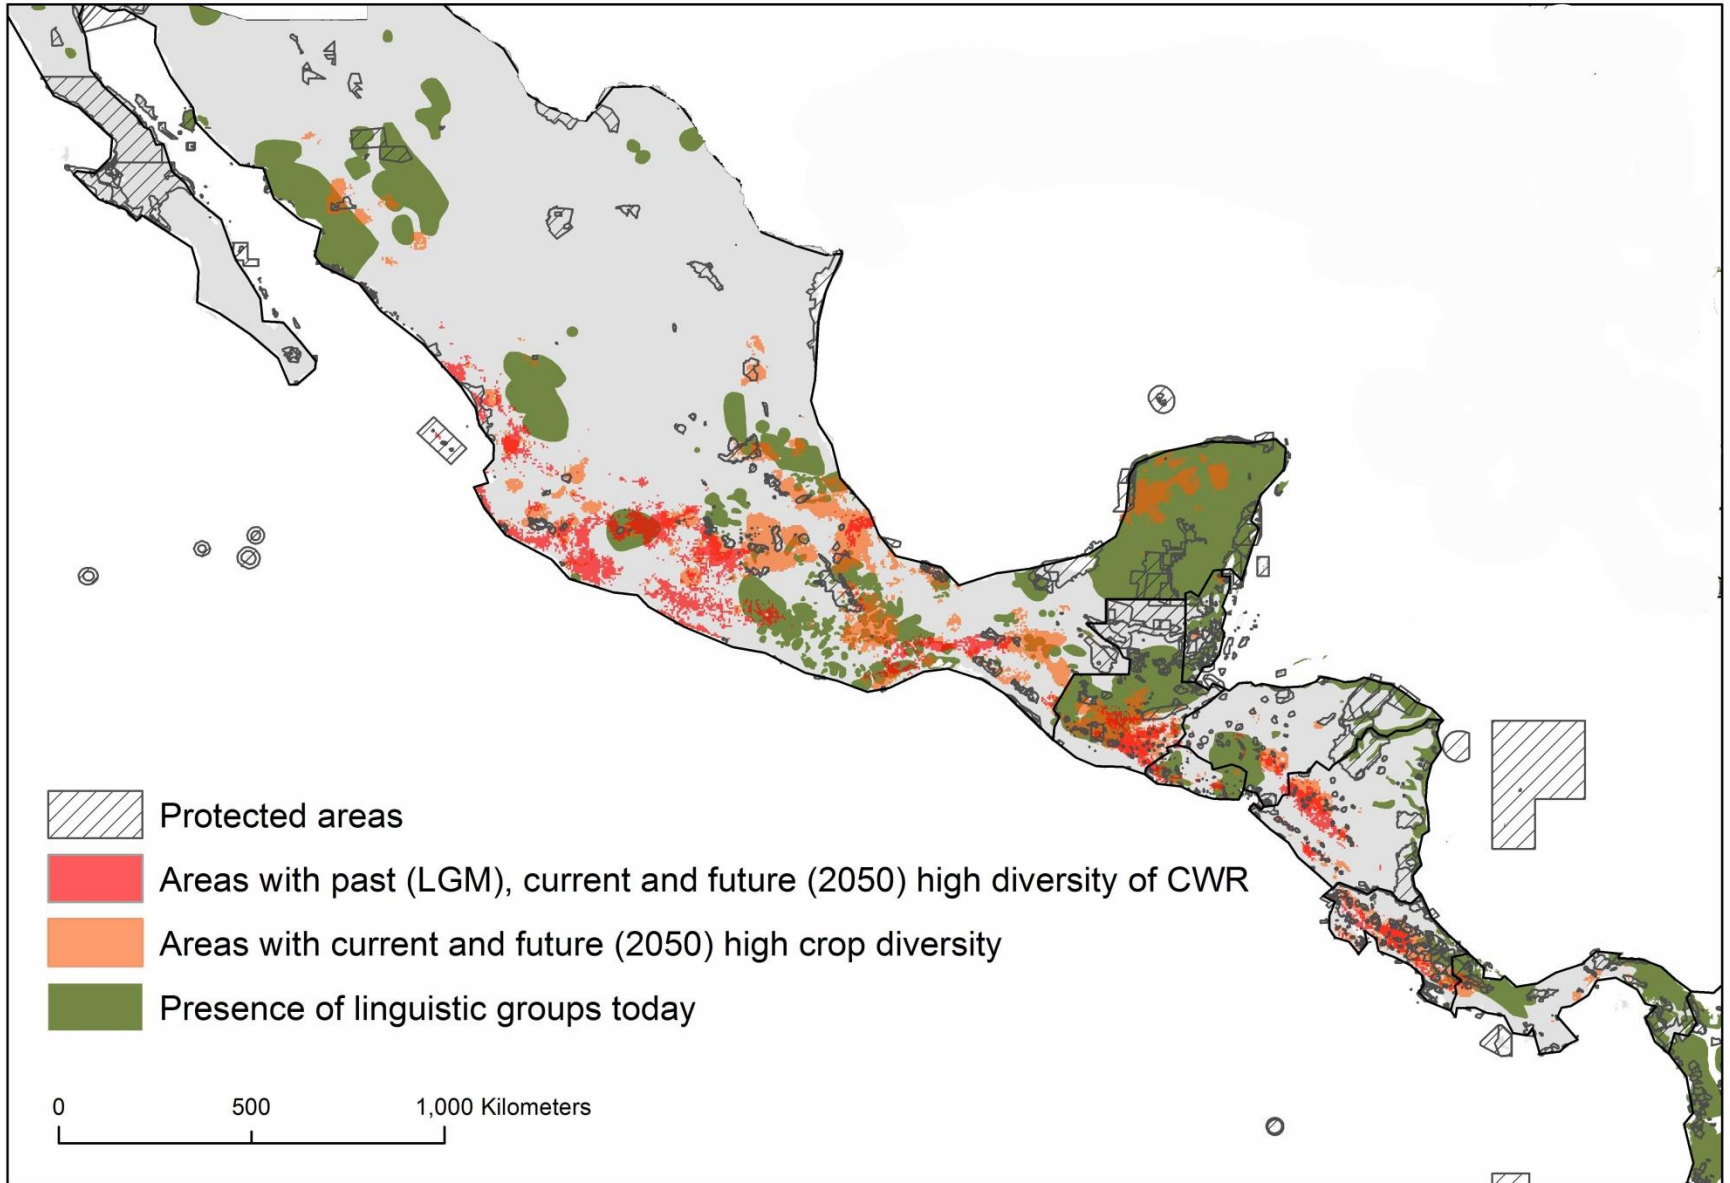 Protected areas
Areas with past (LGM), current and future (2050) high diversity of CWR
Areas with current and future (2050) high crop diversity
Presence of linguistic groups today
0 500 1,000 Kilometers